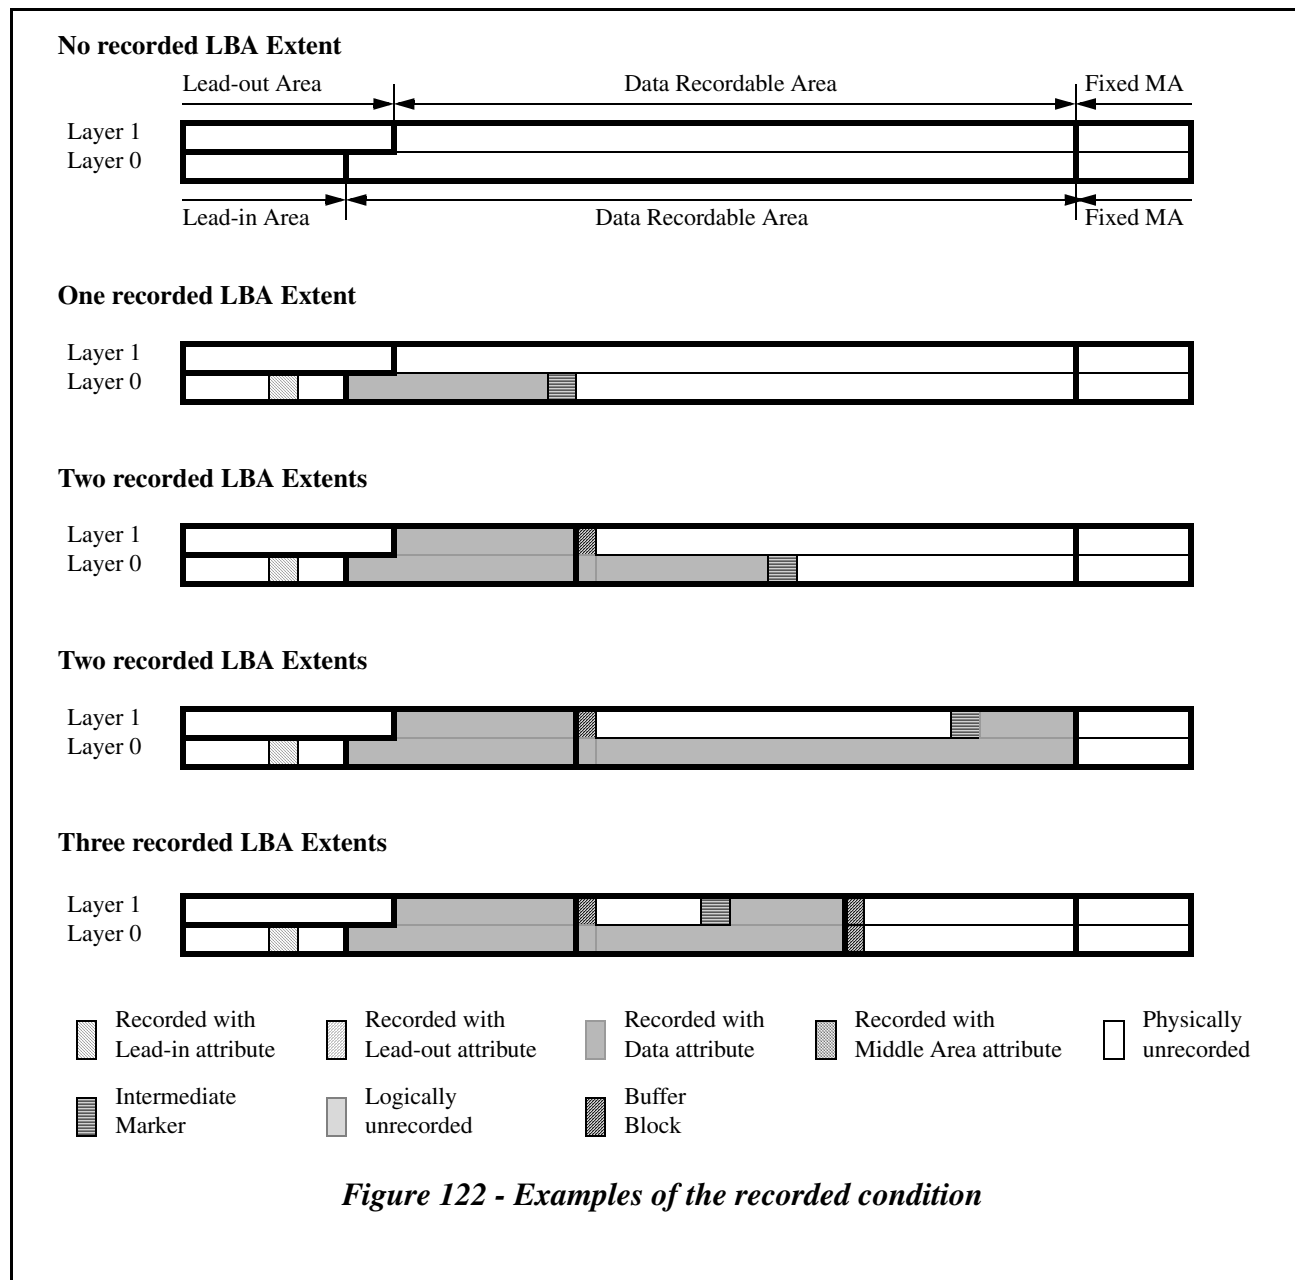 No recorded LBA Extent
Lead-out Area Data Recordable Area Fixed MA
Layer 1
Layer 0
Lead-in Area Data Recordable Area Fixed MA
One recorded LBA Extent
Layer 1
Layer 0
Two recorded LBA Extents
Layer 1
Layer 0
Two recorded LBA Extents
Layer 1
Layer 0
Three recorded LBA Extents
Layer 1
Layer 0
Recorded with Recorded with Recorded with Recorded with Physically
Lead-in attribute Lead-out attribute Data attribute Middle Area attribute unrecorded
Intermediate Logically Buffer
Marker unrecorded Block
Figure 122 - Examples of the recorded condition